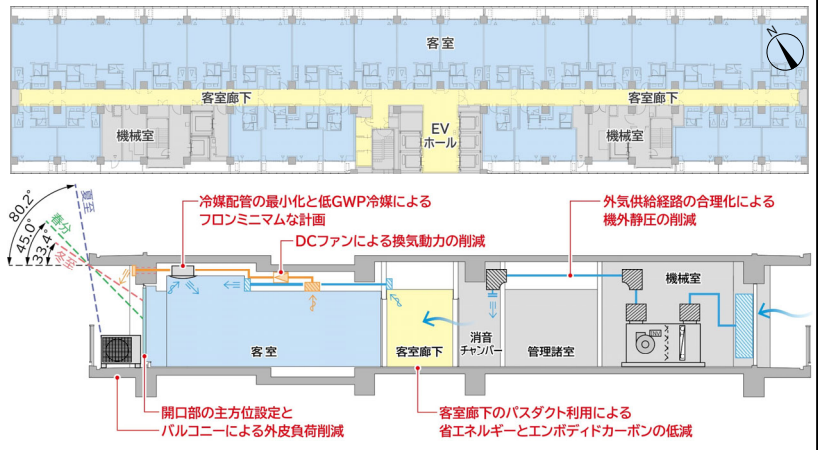 客室
N
客室廊下
客室廊下
機械室
EV
ホール
機械室
80.2°
45.0°
33.4°
夏至
春分
冬至
冷媒配管の最小化と低GWP冷媒による
フロンミニマムな計画
DCファンによる換気動力の削減
外気供給経路の合理化による
機外静圧の削減
機械室
INV
客室
客室廊下
消音
チャンバー
管理諸室
開口部の主方位設定と
バルコニーによる外皮負荷削減
客室廊下のパスダクト利用による
省エネルギーとエンボディドカーボンの低減